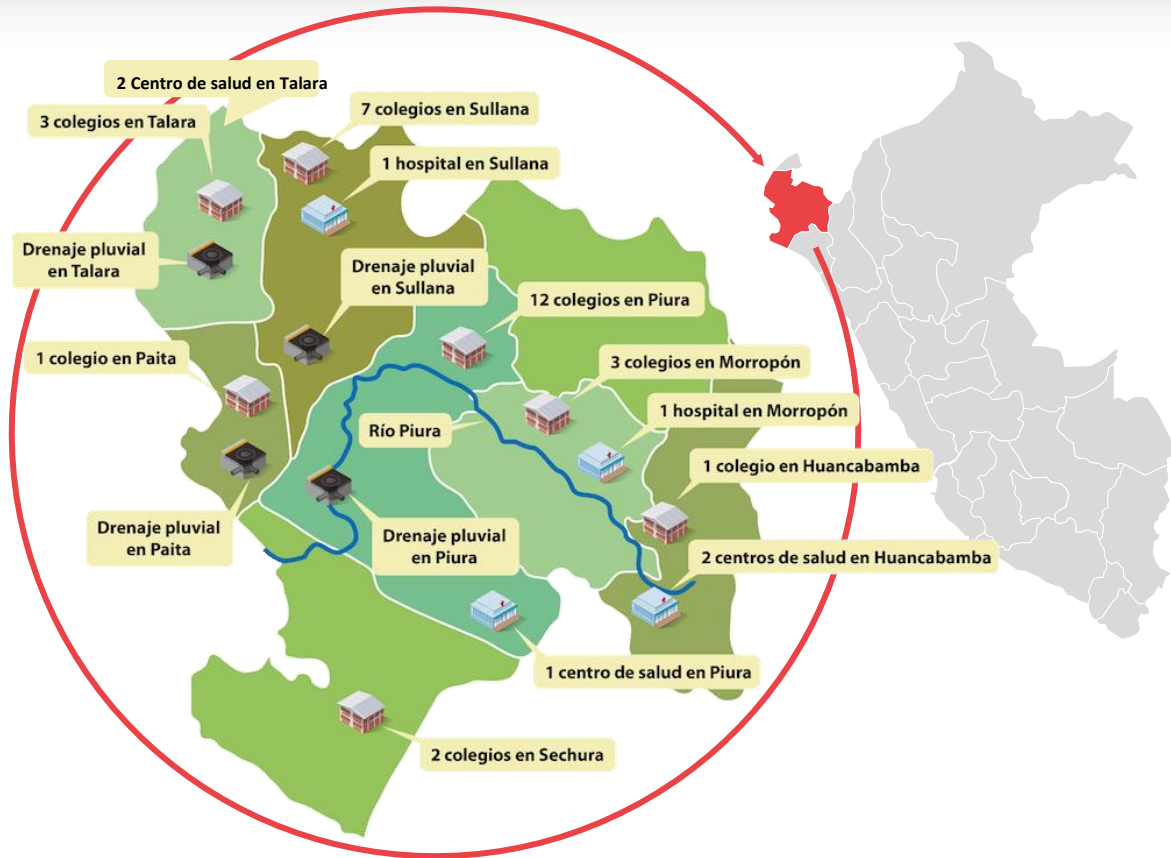 2 Centro de salud en Talara
3 colegios en Talara
7 colegios en Sullana
1 hospital en Sullana
Drenaje pluvial
en Talara
Drenaje pluvial
en Sullana
12 colegios en Piura
1 colegio en Paita
3 colegios en Morropón
1 hospital en Morropón
Río Piura
1 colegio en Huancabamba
Drenaje pluvial
en Paita
Drenaje pluvial
en Piura
2 centros de salud en Huancabamba
1 centro de salud en Piura
2 colegios en Sechura